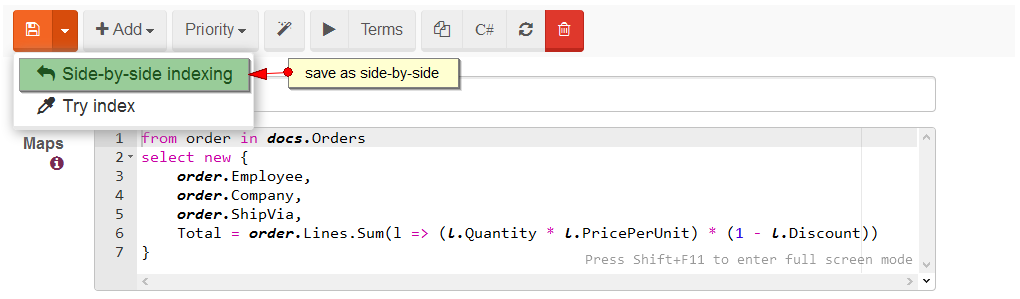 + Add Priority Terms C#
Side-by-side indexing
save as side-by-side
Try index
Maps
1 from order in docs.Orders
2 select new {
3 order.Employee,
4 order.Company,
5 order.ShipVia,
6 Total = order.Lines.Sum(l => (l.Quantity * l.PricePerUnit) * (1 - l.Discount))
7 }
Press Shift+F11 to enter full screen mode